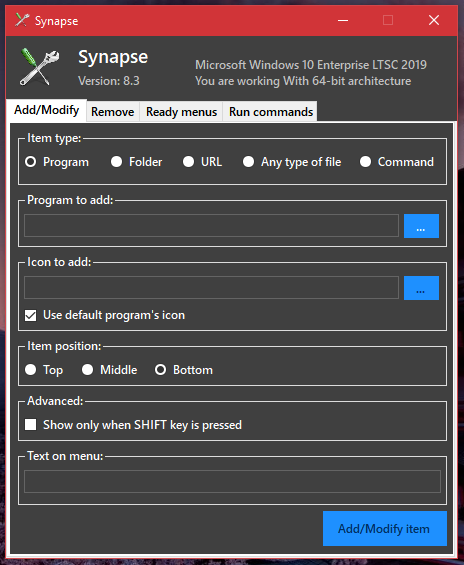 Synapse
Synapse
Version: 8.3
Microsoft Windows 10 Enterprise LTSC 2019
You are working With 64-bit architecture
Add/Modify Remove Ready menus Run commands
Item type:
Program Folder URL Any type of file Command
Program to add:
...
Icon to add:
...
Use default program's icon
Item position:
Top Middle Bottom
Advanced:
Show only when SHIFT key is pressed
Text on menu:
Add/Modify item